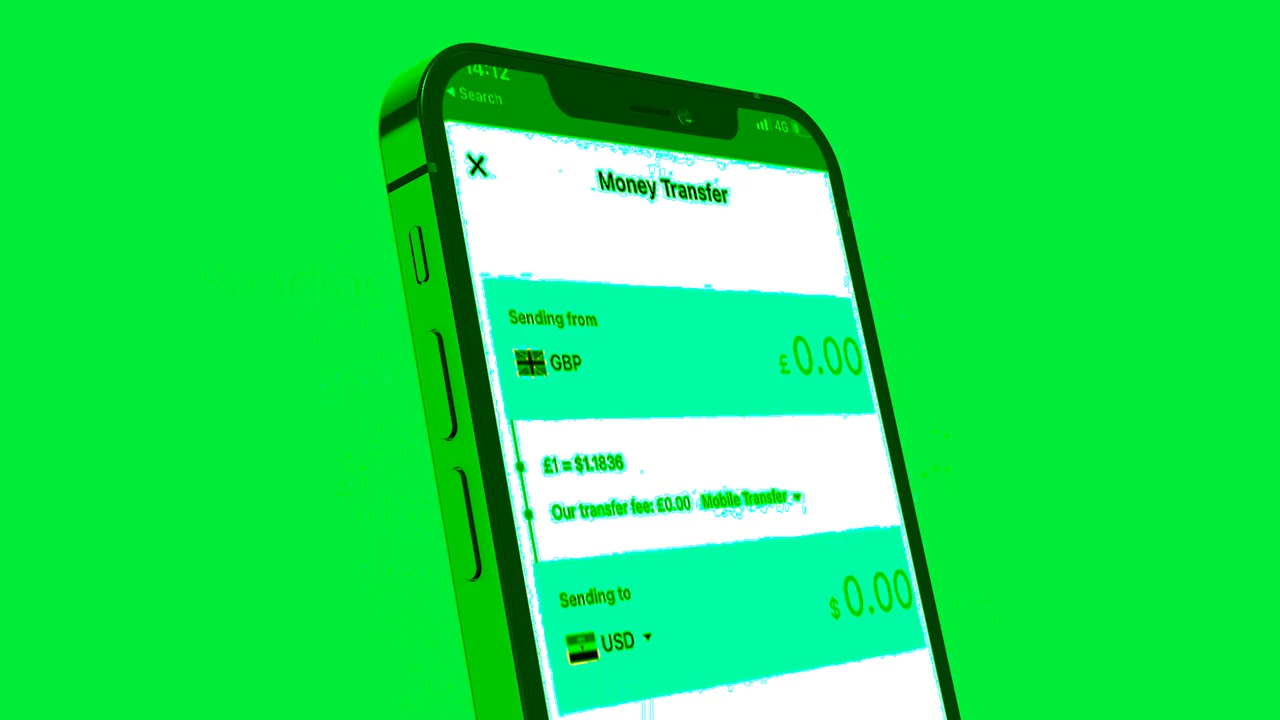 14:12
Search
4G
Money Transfer
Sending from
GBP
£0.00
£1 = $1.1836
Our transfer fee: £0.00 Mobile Transfer
Sending to
USD
$0.00